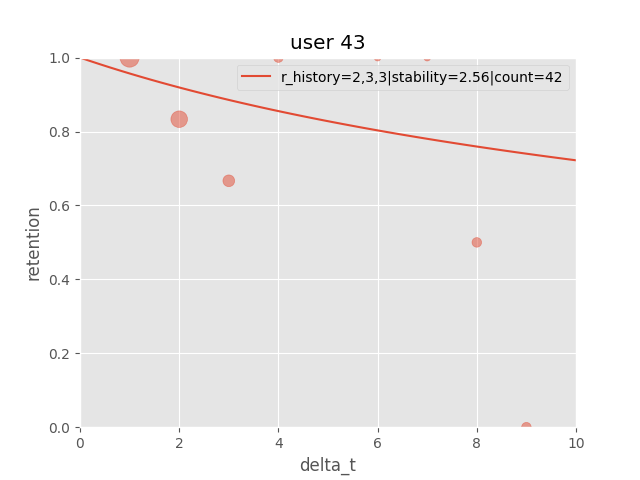 user 43
r_history=2,3,3|stability=2.56|count=42
1.0
0.8
0.6
0.4
0.2
0.0
retention
0 2 4 6 8 10
delta_t